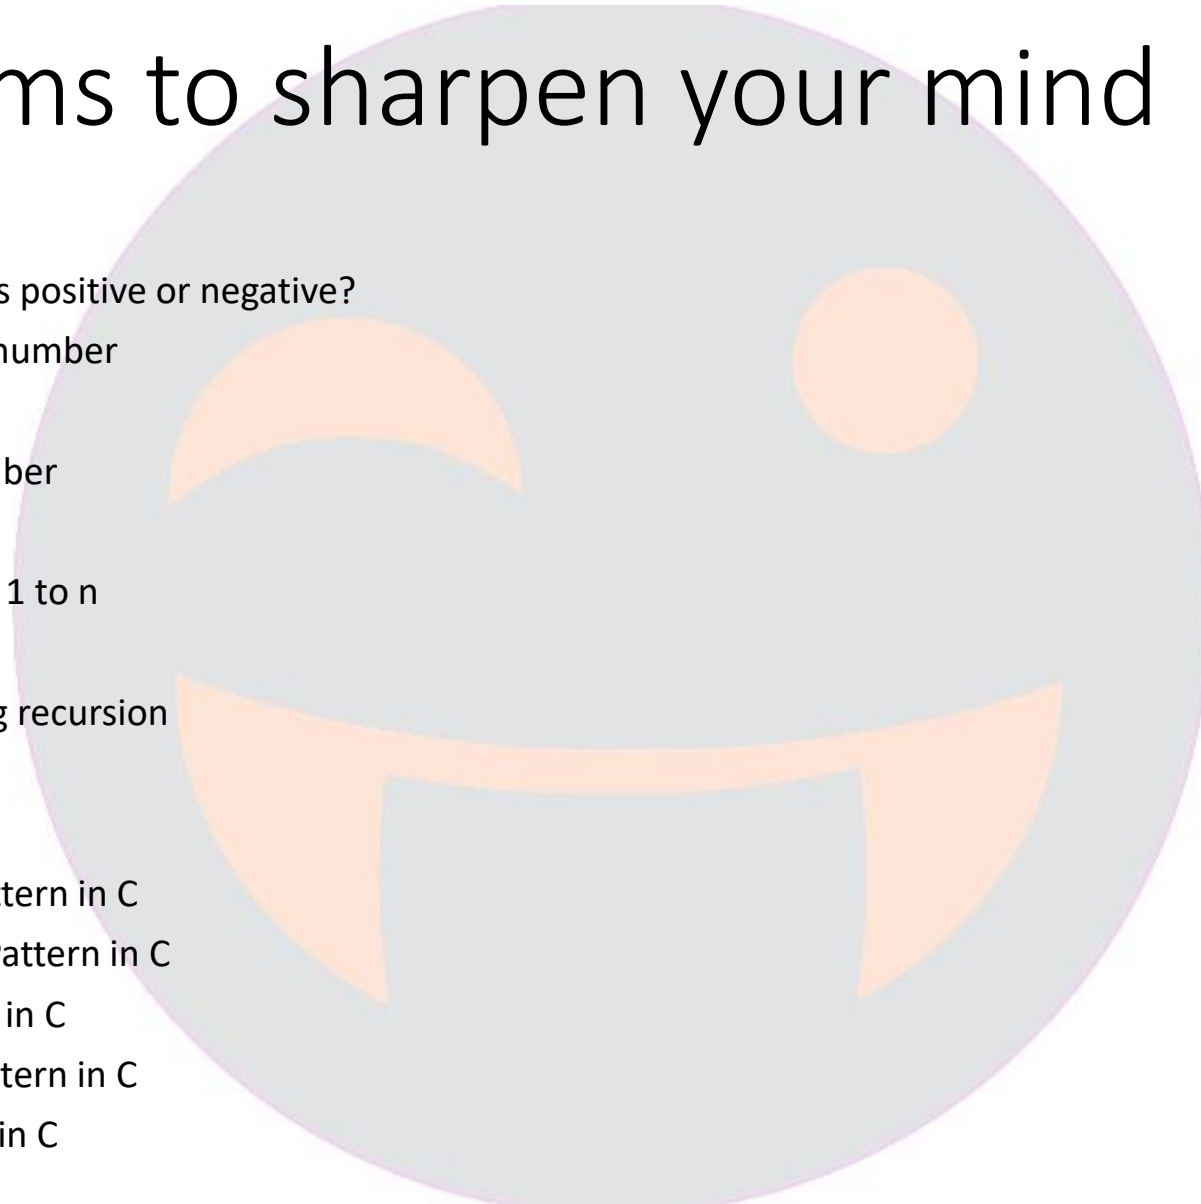 ms to sharpen your mind
s positive or negative?
number
ber
1 to n
g recursion
tern in C
attern in C
in C
tern in C
in C